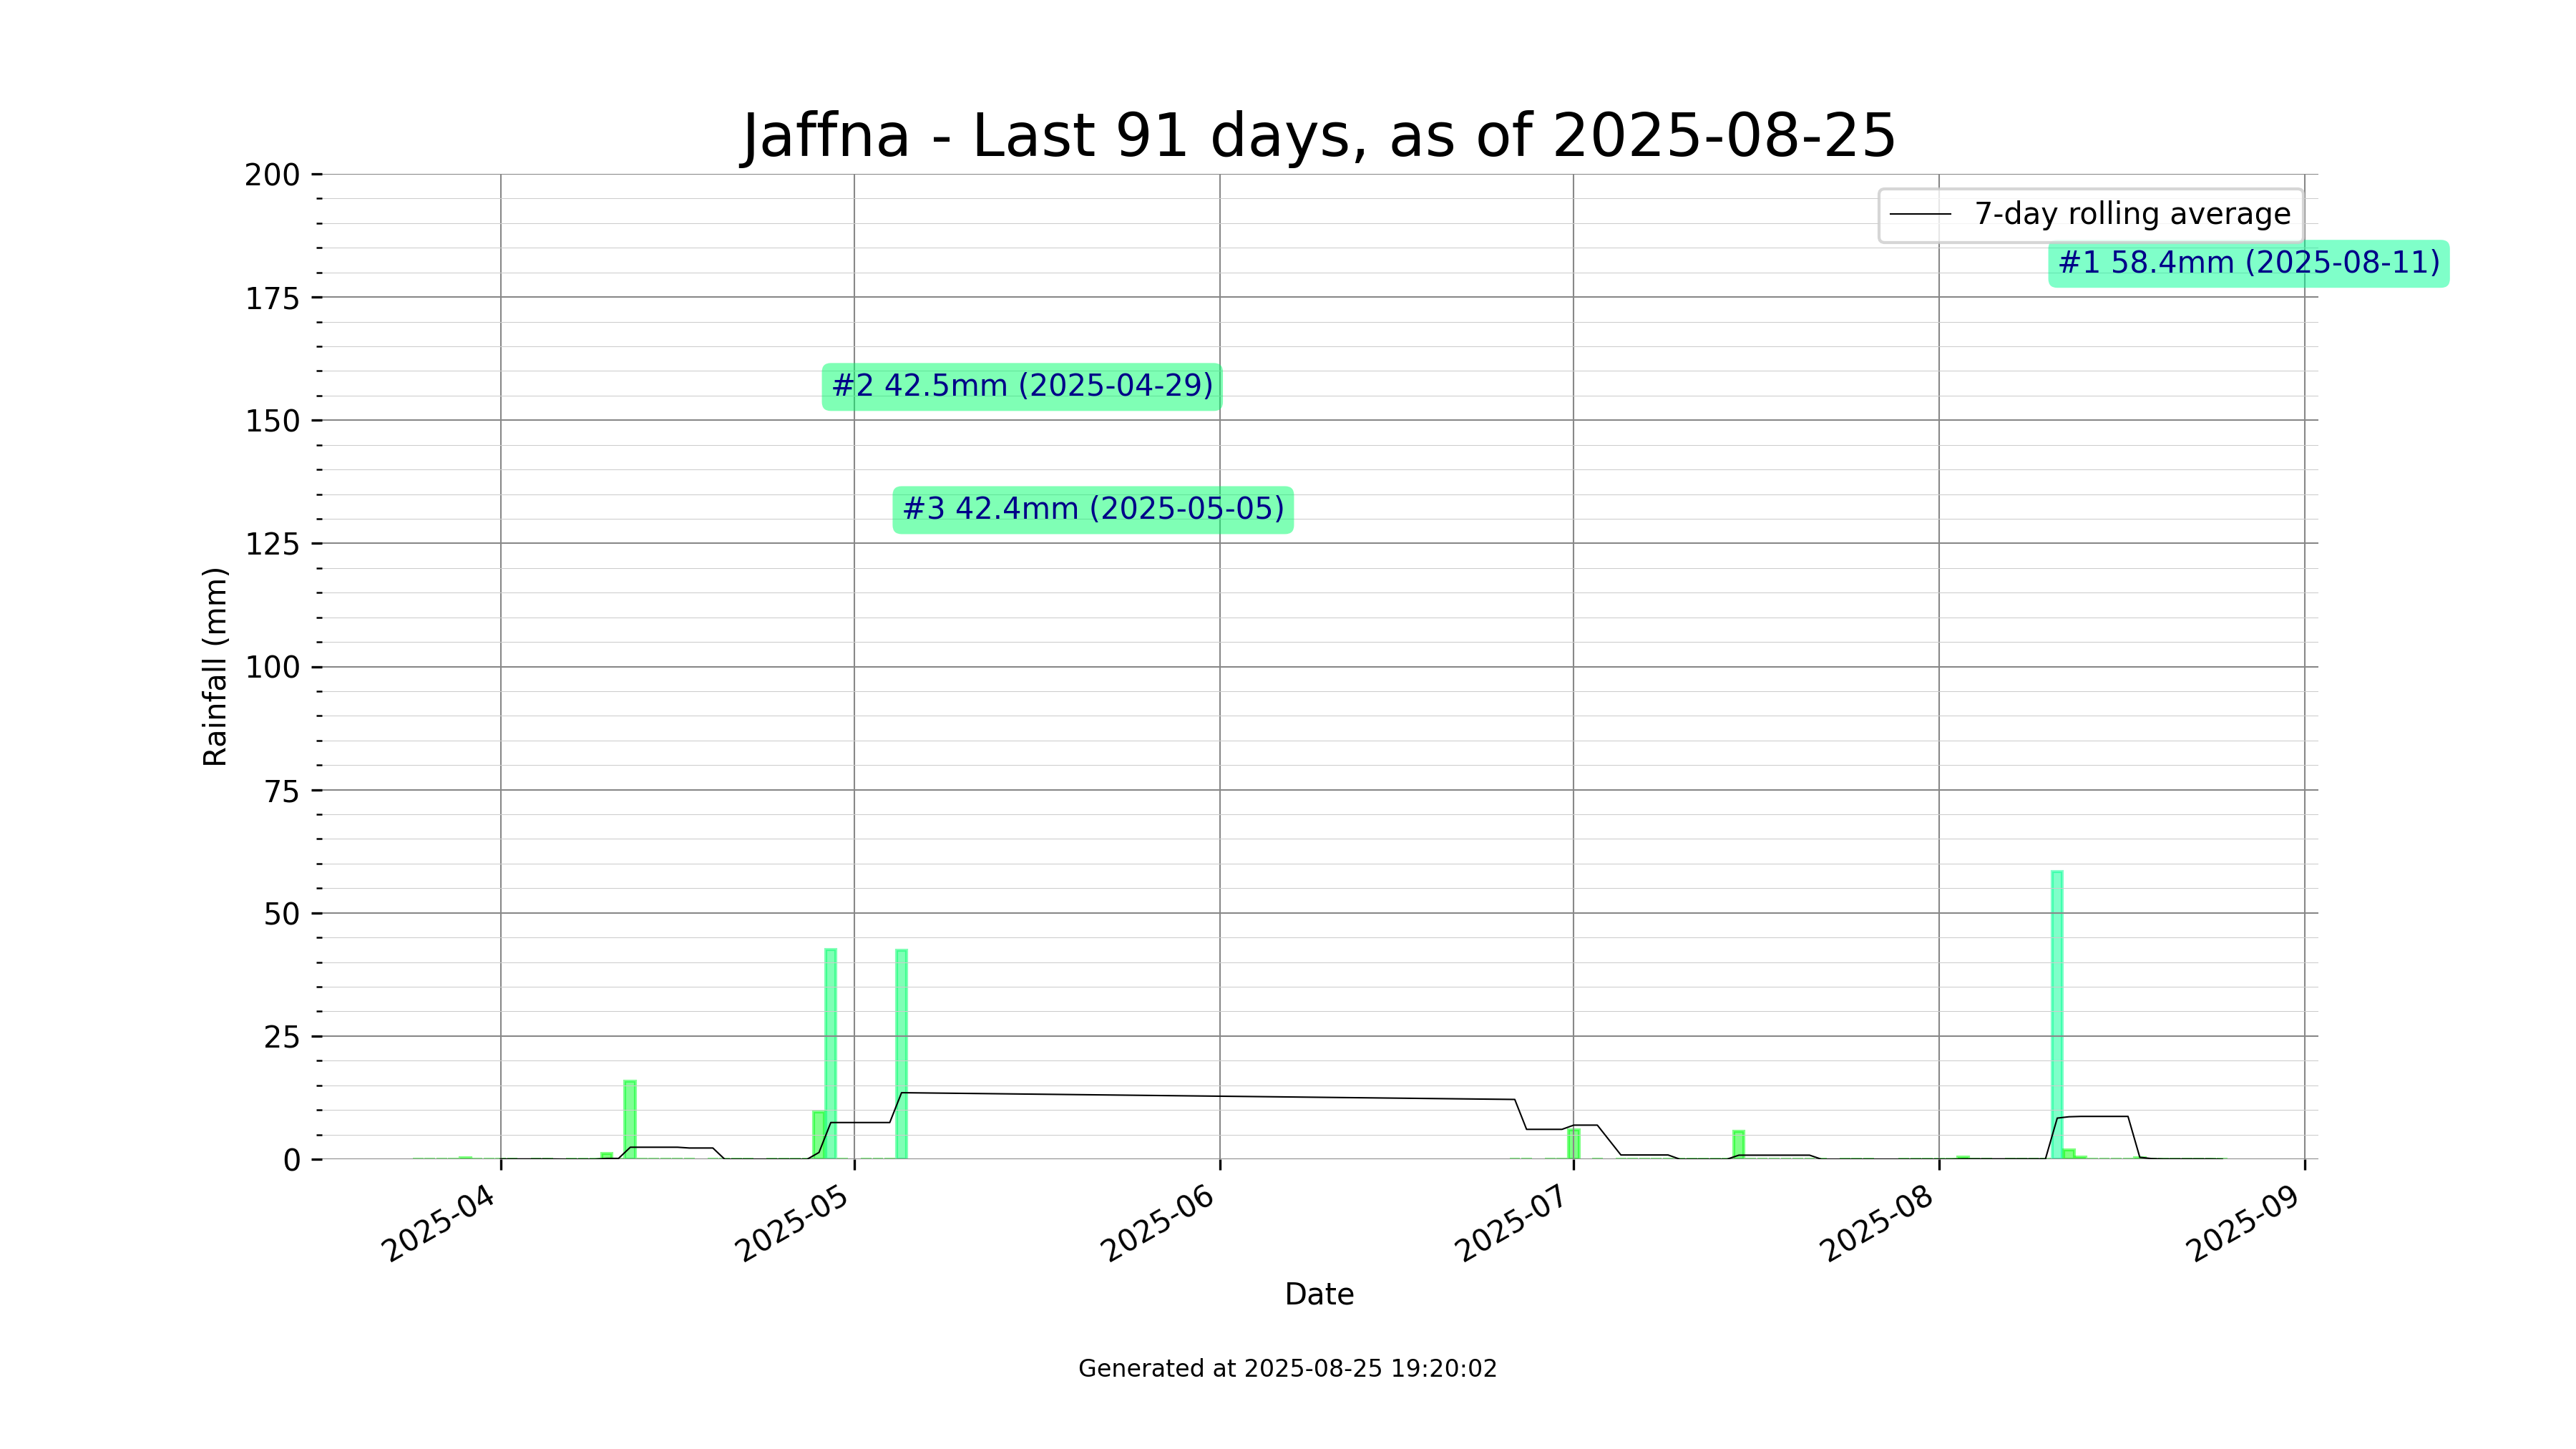 Jaffna - Last 91 days, as of 2025-08-25
200
175
150
125
100
75
50
25
0
Rainfall (mm)
7-day rolling average
#1 58.4mm (2025-08-11)
#2 42.5mm (2025-04-29)
#3 42.4mm (2025-05-05)
2025-04
2025-05
2025-06
2025-07
2025-08
2025-09
Date
Generated at 2025-08-25 19:20:02